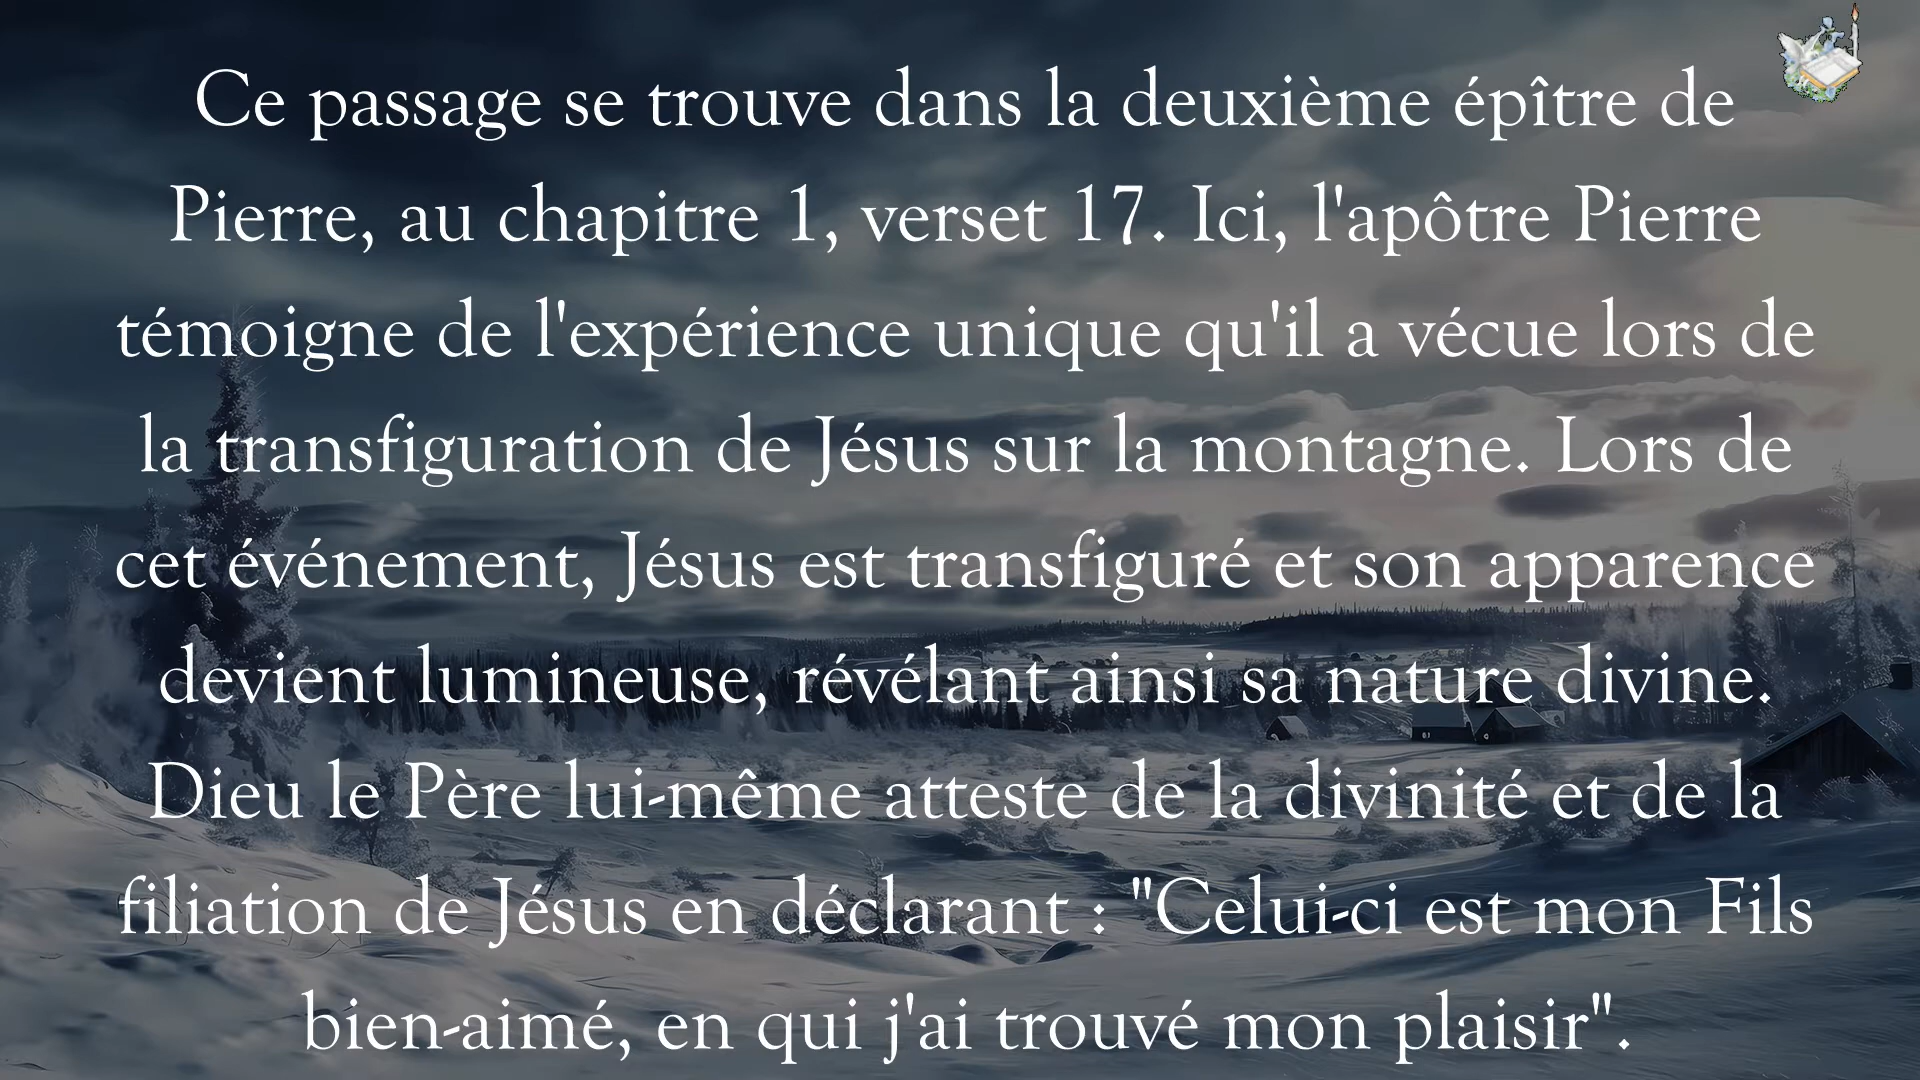 Ce passage se trouve dans la deuxième épître de
Pierre, au chapitre 1, verset 17. Ici, l'apôtre Pierre
témoigne de l'expérience unique qu'il a vécue lors de
la transfiguration de Jésus sur la montagne. Lors de
cet événement, Jésus est transfiguré et son apparence
devient lumineuse, révélant ainsi sa nature divine.
Dieu le Père lui-même atteste de la divinité et de la
filiation de Jésus en déclarant : "Celui-ci est mon Fils
bien-aimé, en qui j'ai trouvé mon plaisir".